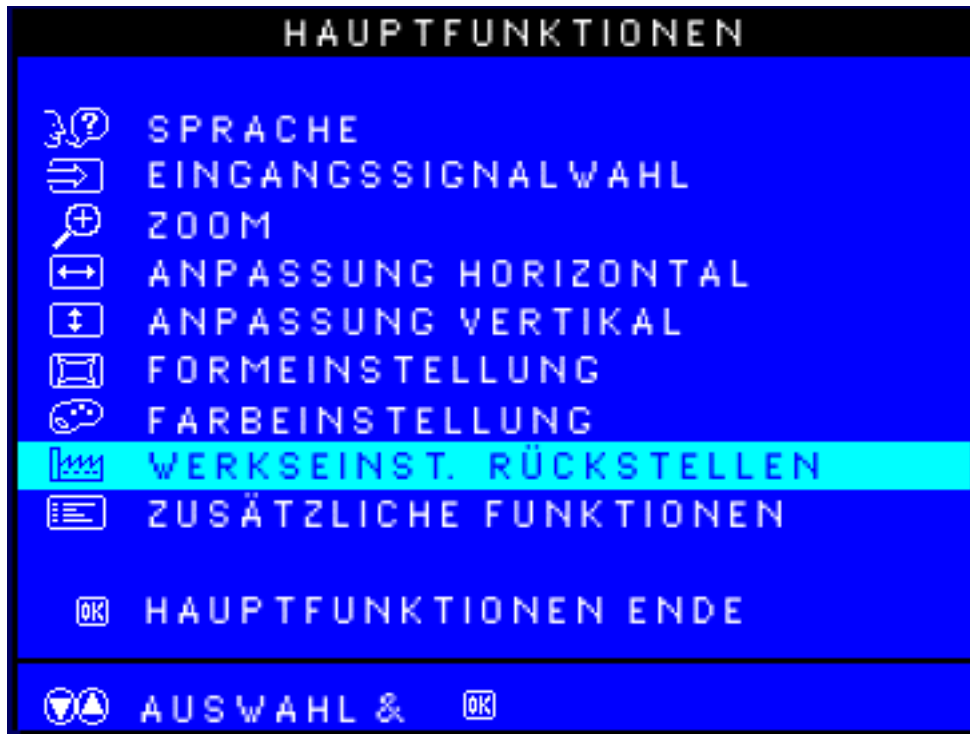 HAUPTFUNKTIONEN
SPRACHE
EINGANGSSIGNALWAHL
ZOOM
ANPASSUNG HORIZONTAL
ANPASSUNG VERTIKAL
FORMEINSTELLUNG
FARBEINSTELLUNG
WERKSEINST. RÜCKSTELLEN
ZUSÄTZLICHE FUNKTIONEN
OK HAUPTFUNKTIONEN ENDE
AUSWAHL & OK